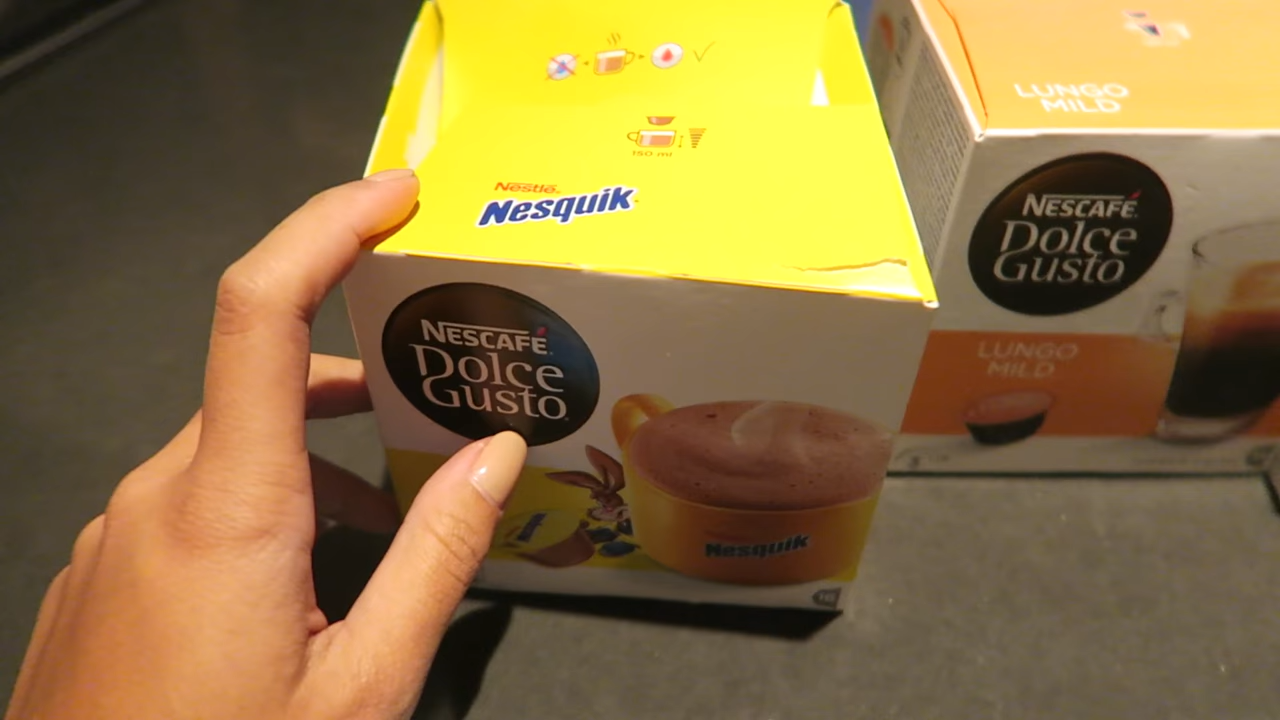 150 ml
Nestlé
Nesquik
NESCAFÉ
Dolce
Gusto
Nesquik
LUNGO
MILD
NESCAFÉ
Dolce
Gusto
LUNGO
MILD